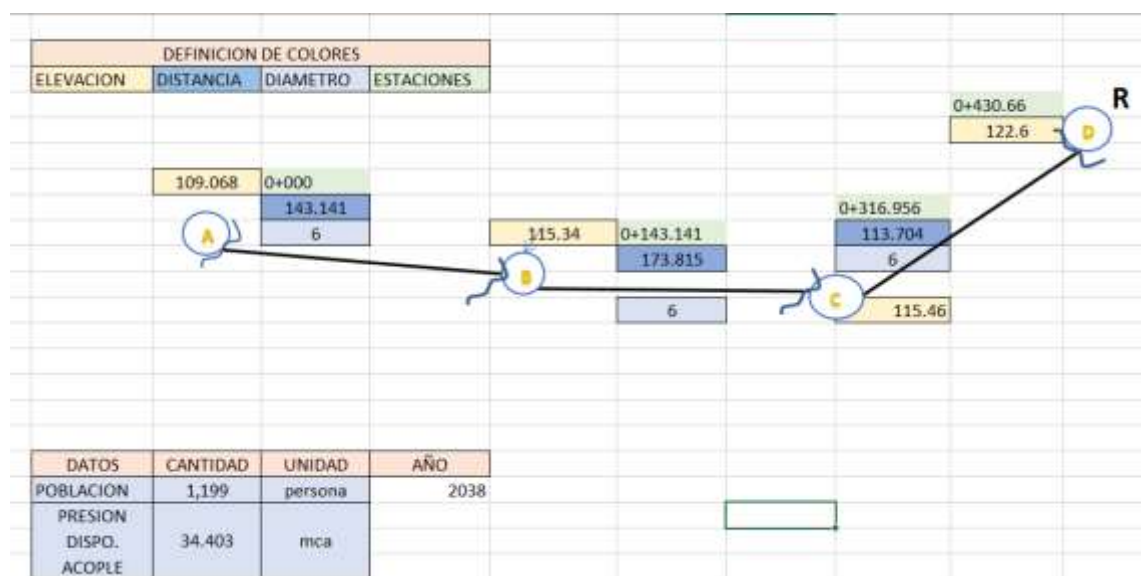 DEFINICION DE COLORES
ELEVACION DISTANCIA DIAMETRO ESTACIONES
0+430.66 R
122.6 D
109.068 0+000
143.141 0+316.956
A 6 115.34 0+143.141 113.704
B 173.815 6
C
6 115.46
DATOS CANTIDAD UNIDAD AÑO
POBLACION 1,199 persona 2038
PRESION
DISPO. 34.403 mca
ACOPLE